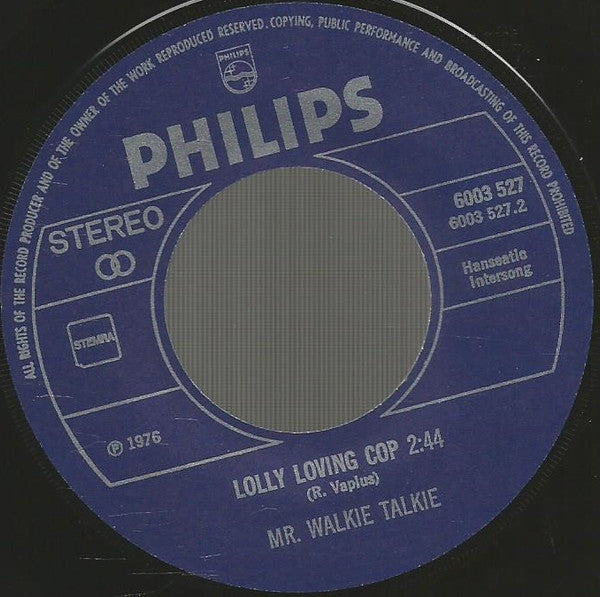 ALL RIGHTS OF THE RECORD PRODUCER AND OF THE OWNER OF THE WORK REPRODUCED RESERVED. COPYING, PUBLIC PERFORMANCE AND BROADCASTING OF THIS RECORD PROHIBITED
PHILIPS
PHILIPS
STEREO
6003 527
6003 527.2
Hanseatic
Intersong
STEMRA
℗ 1976
LOLLY LOVING COP 2:44
(R. Vaplus)
MR. WALKIE TALKIE